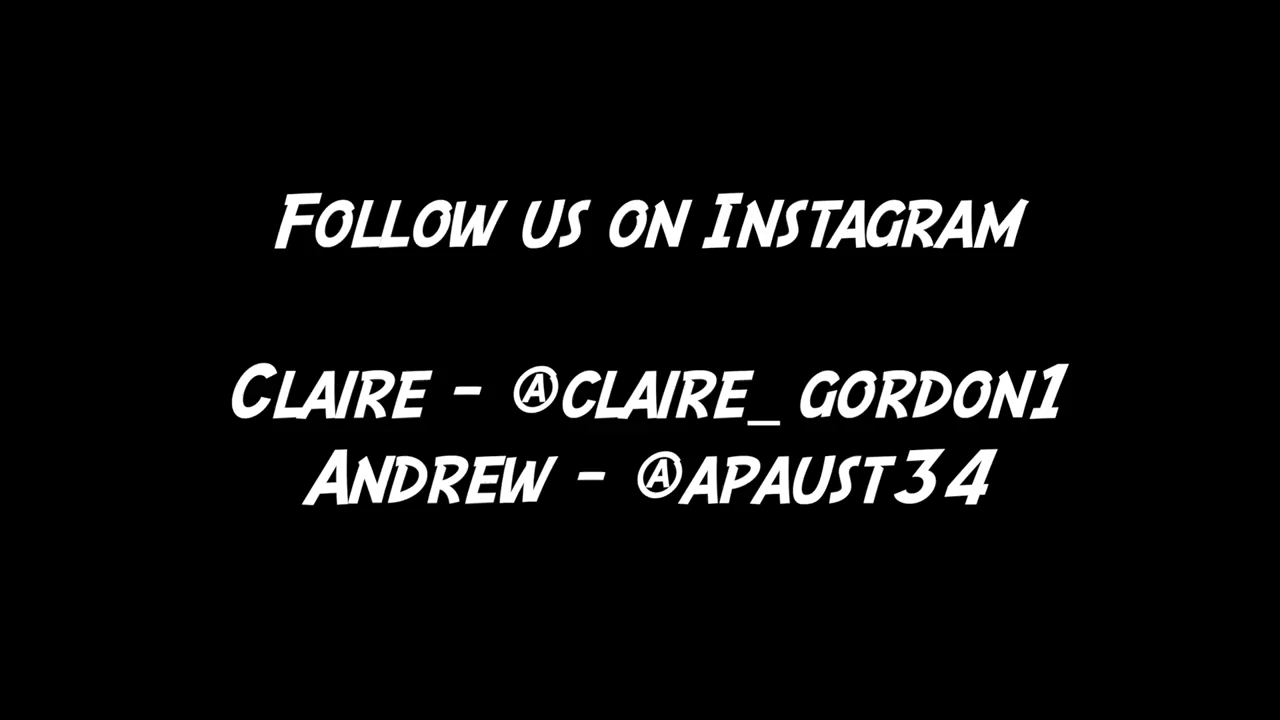 Follow us on Instagram
Claire - @claire_gordon1
Andrew - @apaust34